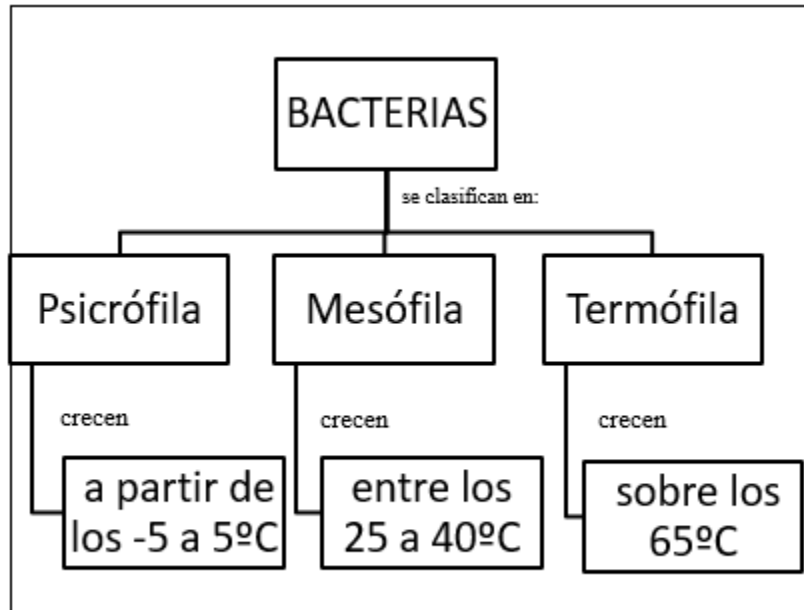 BACTERIAS
se clasifican en:
Psicrófila
Mesófila
Termófila
crecen
crecen
crecen
a partir de
los -5 a 5ºC
entre los
25 a 40ºC
sobre los
65ºC